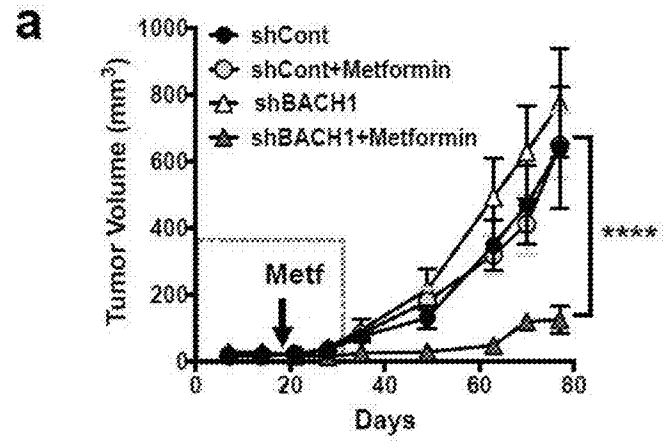 a
Tumor Volume (mm³)
1000
800
600
400
200
0
shCont
shCont+Metformin
shBACH1
shBACH1+Metformin
Metf
****
0 20 40 60 80
Days